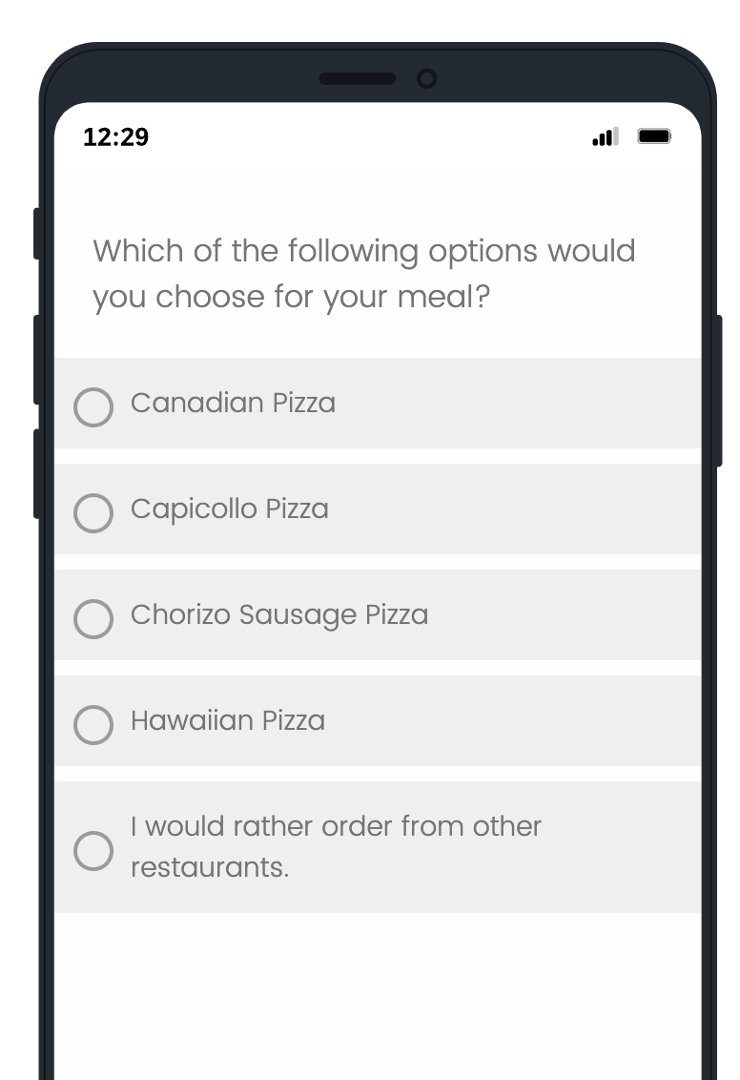 12:29
Which of the following options would
you choose for your meal?
Canadian Pizza
Capicollo Pizza
Chorizo Sausage Pizza
Hawaiian Pizza
I would rather order from other
restaurants.